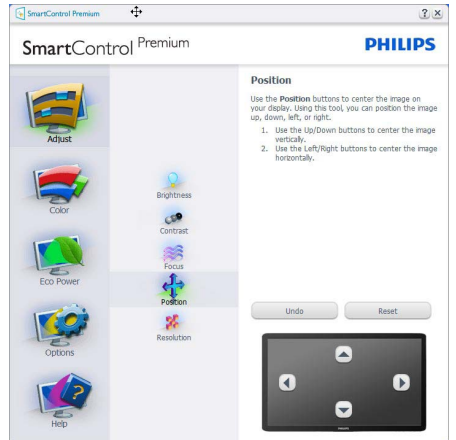 SmartControl Premium
? X
SmartControl Premium
PHILIPS
Adjust
Color
Eco Power
Options
Help
Brightness
Contrast
Focus
Position
Resolution
Position
Use the Position buttons to center the image on
your display. Using this tool, you can position the image
up, down, left, or right.
1. Use the Up/Down buttons to center the image
vertically.
2. Use the Left/Right buttons to center the image
horizontally.
Undo
Reset
PHILIPS